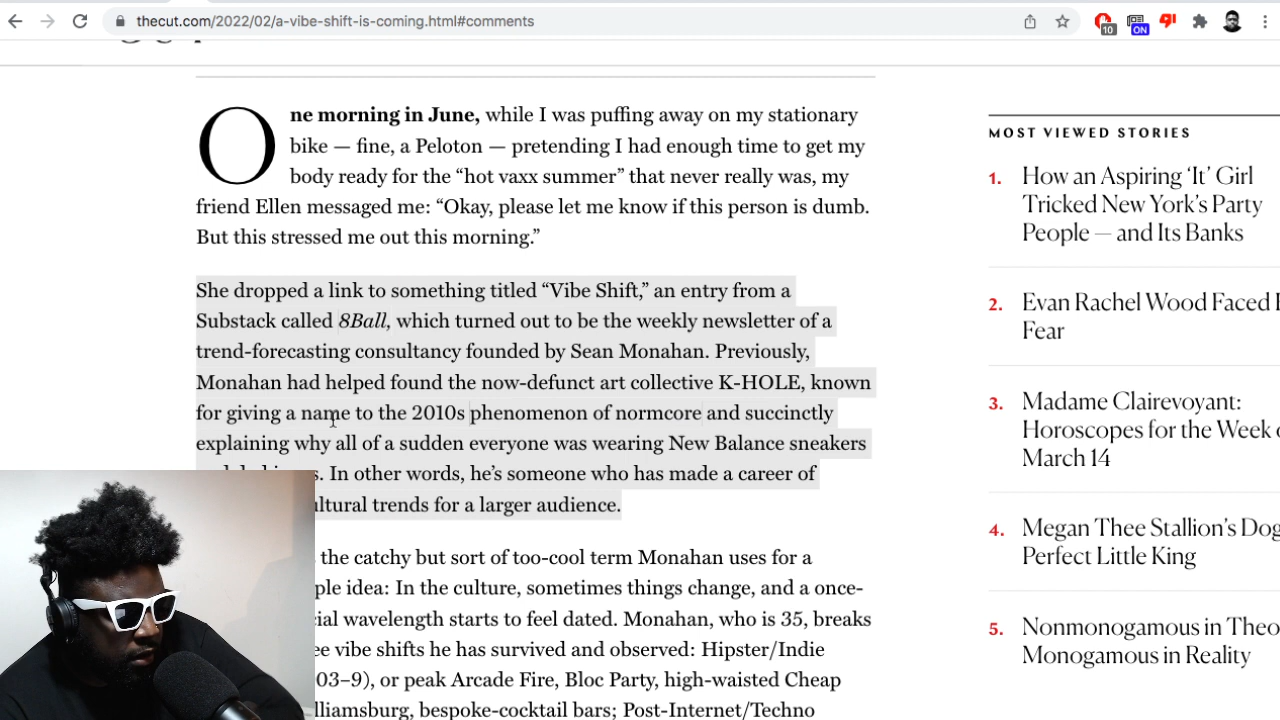 thecut.com/2022/02/a-vibe-shift-is-coming.html#comments
10
ON
One morning in June, while I was puffing away on my stationary
bike — fine, a Peloton — pretending I had enough time to get my
body ready for the “hot vaxx summer” that never really was, my
friend Ellen messaged me: “Okay, please let me know if this person is dumb.
But this stressed me out this morning.”
She dropped a link to something titled “Vibe Shift,” an entry from a
Substack called 8Ball, which turned out to be the weekly newsletter of a
trend-forecasting consultancy founded by Sean Monahan. Previously,
Monahan had helped found the now-defunct art collective K-HOLE, known
for giving a name to the 2010s phenomenon of normcore and succinctly
explaining why all of a sudden everyone was wearing New Balance sneakers
s. In other words, he’s someone who has made a career of
ultural trends for a larger audience.
the catchy but sort of too-cool term Monahan uses for a
ple idea: In the culture, sometimes things change, and a once-
ial wavelength starts to feel dated. Monahan, who is 35, breaks
ee vibe shifts he has survived and observed: Hipster/Indie
03–9), or peak Arcade Fire, Bloc Party, high-waisted Cheap
lliamsburg, bespoke-cocktail bars; Post-Internet/Techno
MOST VIEWED STORIES
1. How an Aspiring ‘It’ Girl
Tricked New York’s Party
People — and Its Banks
2. Evan Rachel Wood Faced
Fear
3. Madame Clairevoyant:
Horoscopes for the Week
March 14
4. Megan Thee Stallion’s Dog
Perfect Little King
5. Nonmonogamous in Theo
Monogamous in Reality